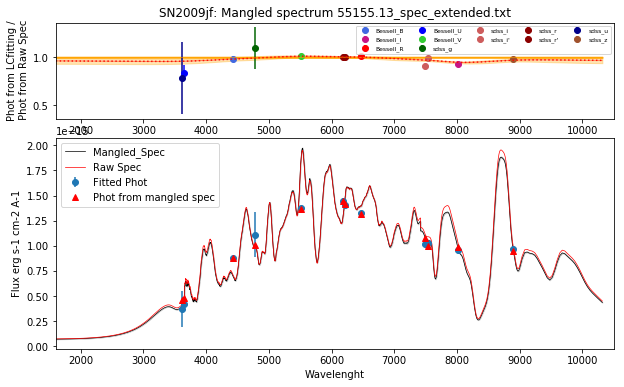 SN2009jf: Mangled spectrum 55155.13_spec_extended.txt
Phot from LCfitting /
Phot from Raw Spec
1.0
0.5
Bessell_B
Bessell_I
Bessell_R
Bessell_U
Bessell_V
sdss_g
sdss_i
sdss_r
sdss_r
sdss_r'
sdss_u
sdss_z
2000 3000 4000 5000 6000 7000 8000 9000 10000
Flux erg s-1 cm-2 A-1
2.00
1.75
1.50
1.25
1.00
0.75
0.50
0.25
0.00
Mangled_Spec
Raw Spec
Fitted Phot
Phot from mangled spec
2000 3000 4000 5000 6000 7000 8000 9000 10000
Wavelenght